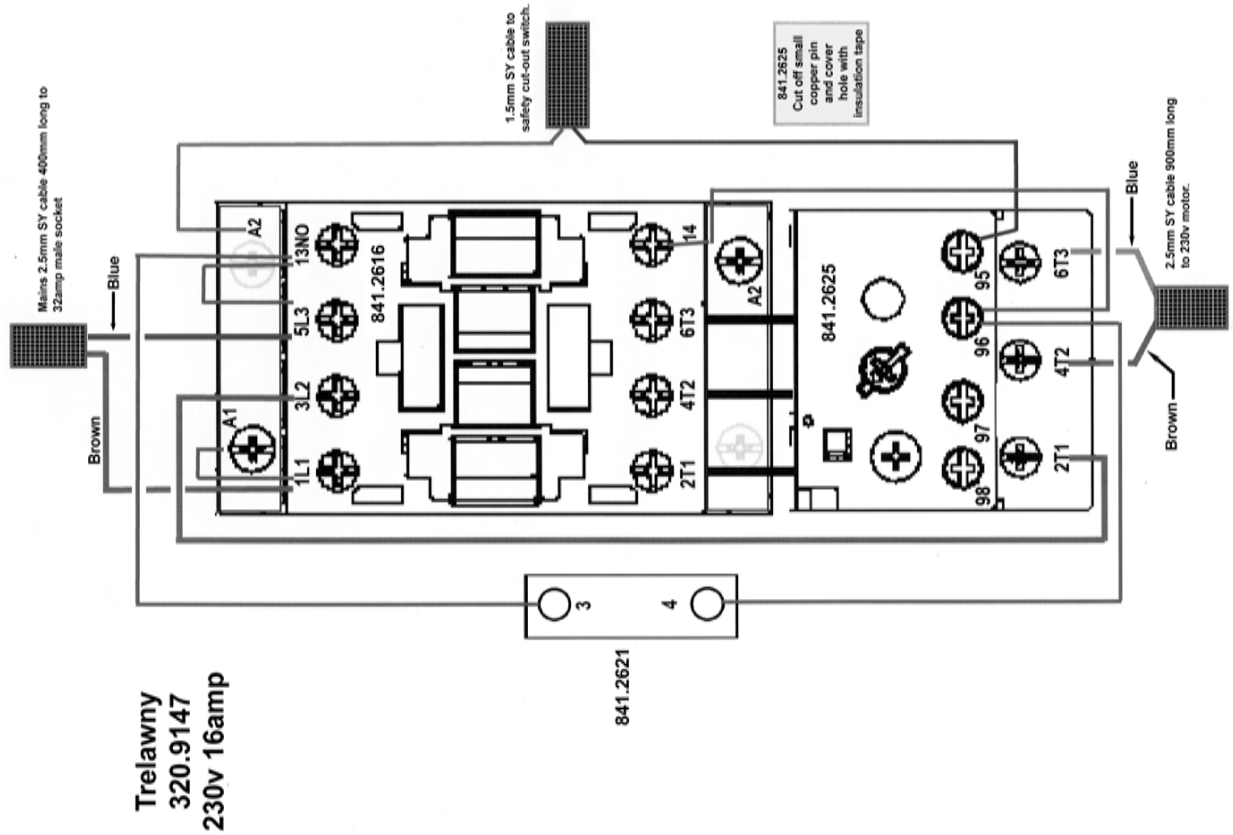 Trelawny
320.9147
230v 16amp
Mains 2.5mm SY cable 400mm long to
32amp male socket
Brown
Blue
1.5mm SY cable to
safety cut-out switch.
841.2625
Cut off small
copper pin
and cover
hole with
insulation tape
A1
A2
1L1
3L2
5L3
13NO
841.2616
2T1
4T2
6T3
14
A2
841.2625
98
97
96
95
2T1
4T2
6T3
Brown
Blue
2.5mm SY cable 900mm long
to 230v motor.
3
4
841.2621